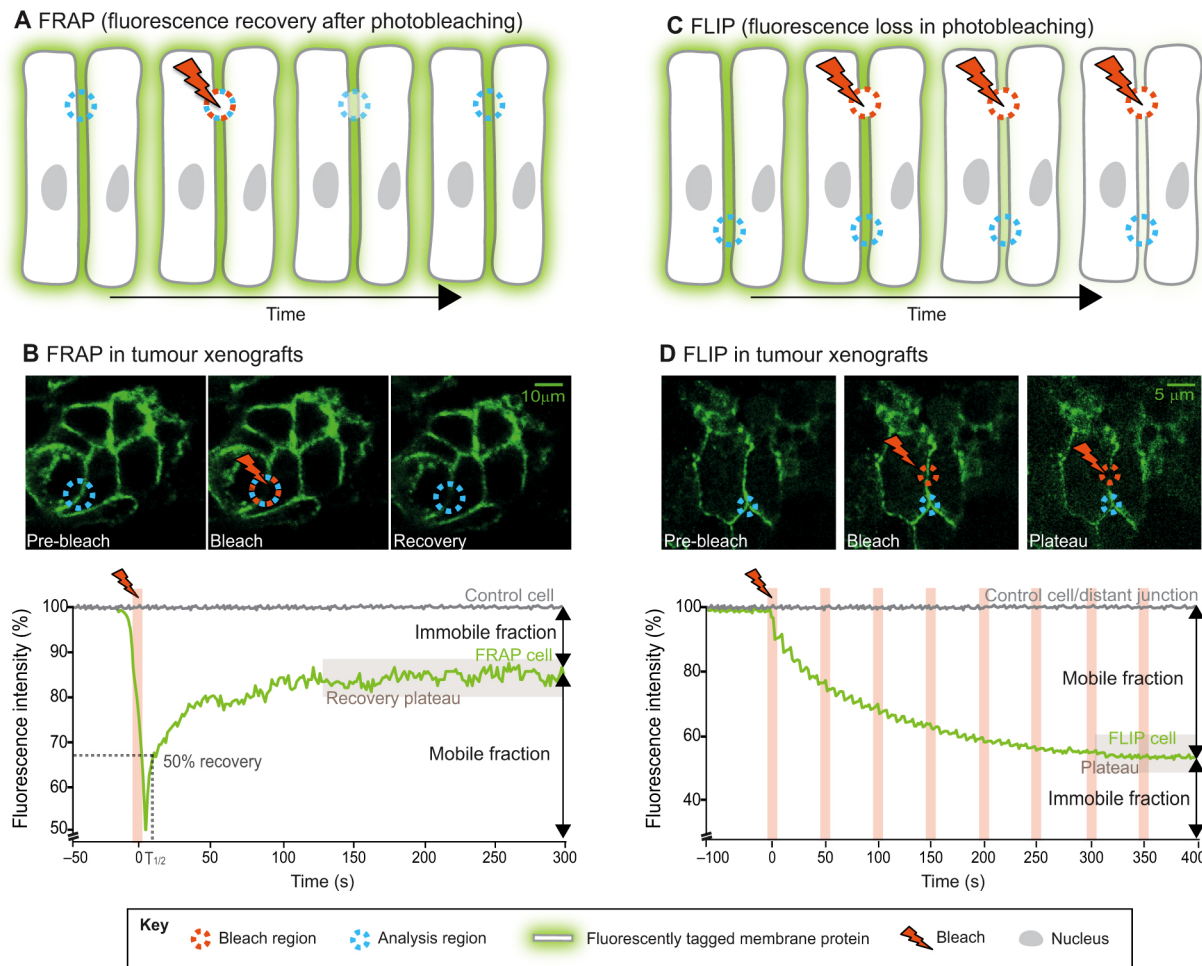 A FRAP (fluorescence recovery after photobleaching)
Time
B FRAP in tumour xenografts
10μm
Pre-bleach
Bleach
Recovery
Fluorescence intensity (%)
100
90
80
70
60
50
Control cell
Immobile fraction
FRAP cell
Recovery plateau
Mobile fraction
50% recovery
–50
0
T1/2
50
100
150
200
250
300
Time (s)
C FLIP (fluorescence loss in photobleaching)
Time
D FLIP in tumour xenografts
5 μm
Pre-bleach
Bleach
Plateau
Fluorescence intensity (%)
100
80
60
40
Control cell/distant junction
Mobile fraction
FLIP cell
Plateau
Immobile fraction
–100
0
50
100
150
200
250
300
350
400
Time (s)
Key
Bleach region
Analysis region
Fluorescently tagged membrane protein
Bleach
Nucleus